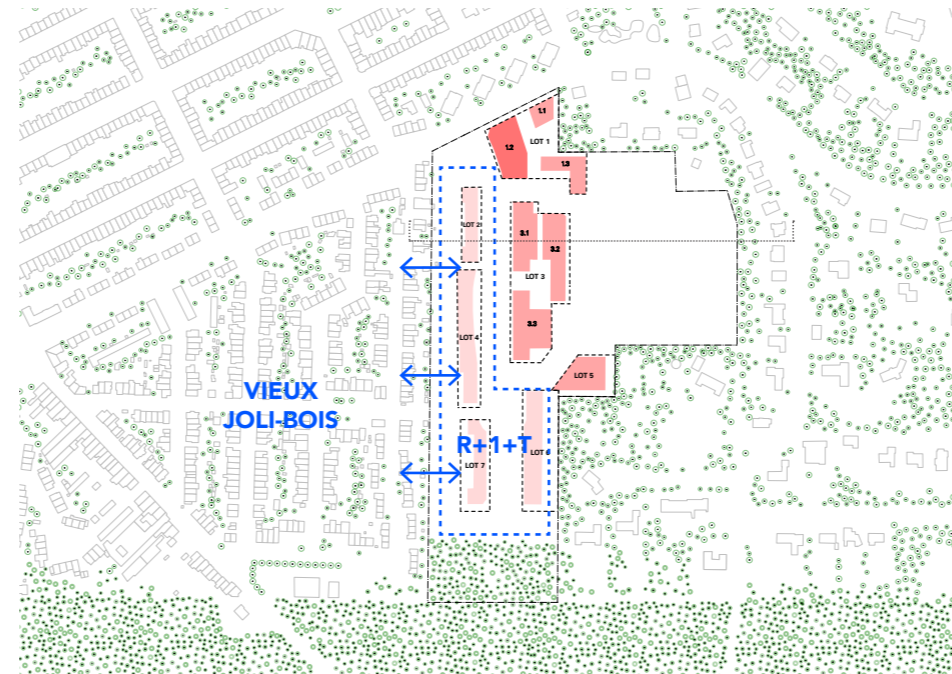 1.1
1.2
LOT 1
1.3
LOT 2
3.1
3.2
LOT 3
3.3
LOT 4
LOT 5
VIEUX
JOLI-BOIS
R+1+T
LOT 6
LOT 7